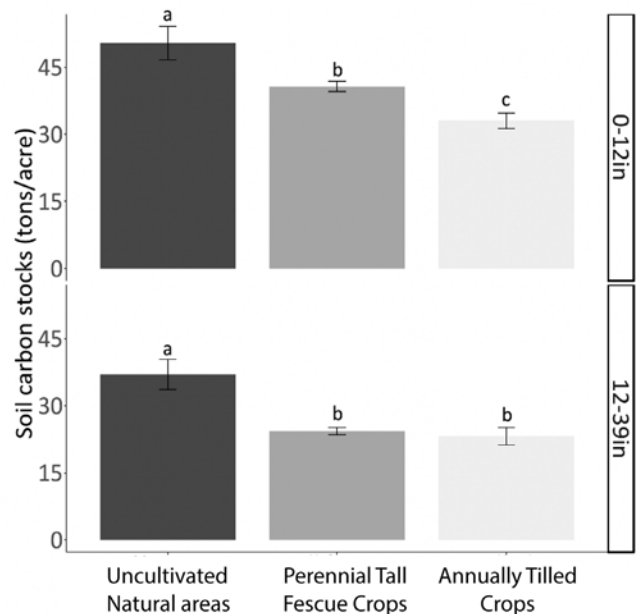 Soil carbon stocks (tons/acre)
45
30
15
0
a
b
c
0-12in
45
30
15
0
a
b
b
12-39in
Uncultivated
Natural areas
Perennial Tall
Fescue Crops
Annually Tilled
Crops